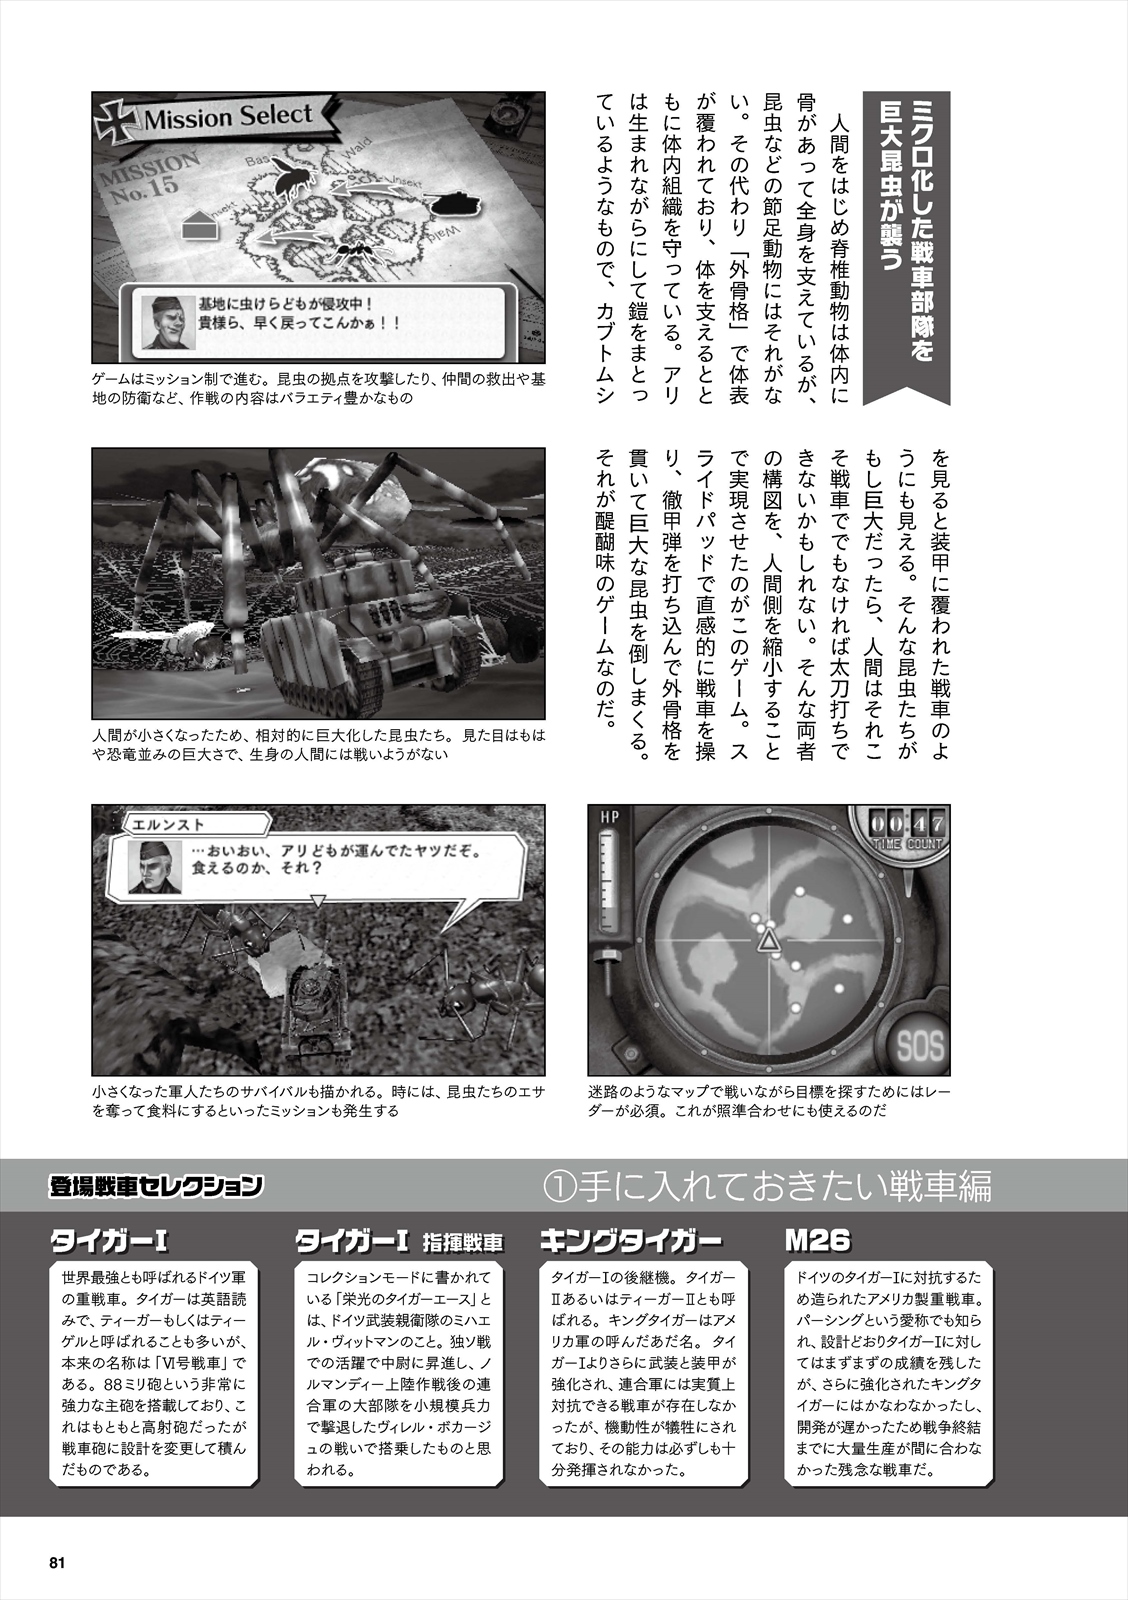 ミクロ化した戦車部隊を
巨大昆虫が襲う
人間をはじめ脊椎動物は体内に
骨があって全身を支えているが、
昆虫などの節足動物にはそれがな
い。その代わり「外骨格」で体表
が覆われており、体を支えるとと
もに体内組織を守っている。アリ
は生まれながらにして鎧をまとっ
ているようなもので、カブトムシ
を見ると装甲に覆われた戦車のよ
うにも見える。そんな昆虫たちが
もし巨大だったら、人間はそれこ
そ戦車ででもなければ太刀打ちで
きないかもしれない。そんな両者
の構図を、人間側を縮小すること
で実現させたのがこのゲーム。ス
ライドパッドで直感的に戦車を操
り、徹甲弾を打ち込んで外骨格を
貫いて巨大な昆虫を倒しまくる。
それが醍醐味のゲームなのだ。
Mission Select
MISSION
No.15
Basis
Wald
Insekt
Insekt
Wald
基地に虫けらどもが侵攻中！
貴様ら、早く戻ってこんかぁ！！
ゲームはミッション制で進む。昆虫の拠点を攻撃したり、仲間の救出や基
地の防衛など、作戦の内容はバラエティ豊かなもの
人間が小さくなったため、相対的に巨大化した昆虫たち。見た目はもは
や恐竜並みの巨大さで、生身の人間には戦いようがない
エルンスト
…おいおい、アリどもが運んでたヤツだぞ。
食えるのか、それ？
小さくなった軍人たちのサバイバルも描かれる。時には、昆虫たちのエサ
を奪って食料にするといったミッションも発生する
HP
00:47
TIME COUNT
SOS
迷路のようなマップで戦いながら目標を探すためにはレー
ダーが必須。これが照準合わせにも使えるのだ
登場戦車セレクション
①手に入れておきたい戦車編
タイガーI
世界最強とも呼ばれるドイツ軍
の重戦車。タイガーは英語読
みで、ティーガーもしくはティー
ゲルと呼ばれることも多いが、
本来の名称は「Ⅵ号戦車」で
ある。88ミリ砲という非常に
強力な主砲を搭載しており、こ
れはもともと高射砲だったが
戦車砲に設計を変更して積ん
だものである。
タイガーI 指揮戦車
コレクションモードに書かれて
いる「栄光のタイガーエース」と
は、ドイツ武装親衛隊のミハエ
ル・ヴィットマンのこと。独ソ戦
での活躍で中尉に昇進し、ノ
ルマンディー上陸作戦後の連
合軍の大部隊を小規模兵力
で撃退したヴィレル・ボカージ
ュの戦いで搭乗したものと思
われる。
キングタイガー
タイガーIの後継機。タイガー
ⅡあるいはティーガーⅡとも呼
ばれる。キングタイガーはアメ
リカ軍の呼んだあだ名。タイ
ガーIよりさらに武装と装甲が
強化され、連合軍には実質上
対抗できる戦車が存在しなか
ったが、機動性が犠牲にされ
ており、その能力は必ずしも十
分発揮されなかった。
M26
ドイツのタイガーIに対抗するた
め造られたアメリカ製重戦車。
パーシングという愛称でも知ら
れ、設計どおりタイガーIに対し
てはまずまずの成績を残した
が、さらに強化されたキングタ
イガーにはかなわなかったし、
開発が遅かったため戦争終結
までに大量生産が間に合わな
かった残念な戦車だ。
81